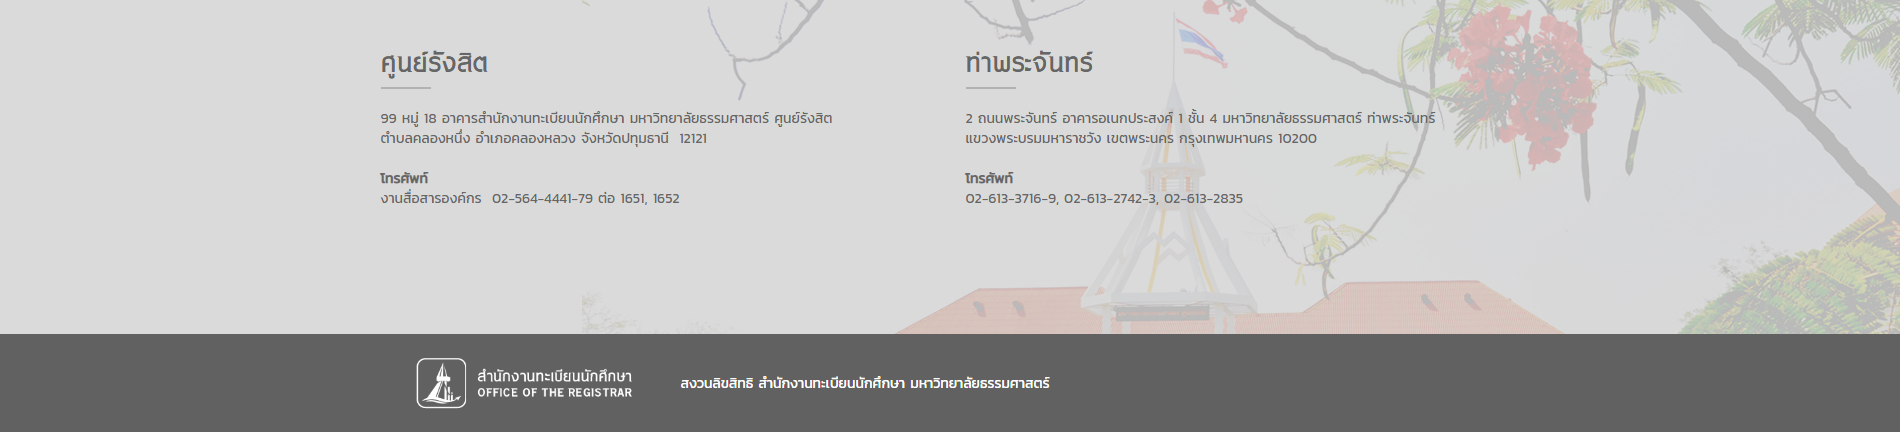 ศูนย์รังสิต
99 หมู่ 18 อาคารสำนักงานทะเบียนนักศึกษา มหาวิทยาลัยธรรมศาสตร์ ศูนย์รังสิต
ตำบลคลองหนึ่ง อำเภอคลองหลวง จังหวัดปทุมธานี 12121
โทรศัพท์
งานสื่อสารองค์กร 02-564-4441-79 ต่อ 1651, 1652
ท่าพระจันทร์
2 ถนนพระจันทร์ อาคารอเนกประสงค์ 1 ชั้น 4 มหาวิทยาลัยธรรมศาสตร์ ท่าพระจันทร์
แขวงพระบรมมหาราชวัง เขตพระนคร กรุงเทพมหานคร 10200
โทรศัพท์
02-613-3716-9, 02-613-2742-3, 02-613-2835
สำนักงานทะเบียนนักศึกษา
OFFICE OF THE REGISTRAR
สงวนลิขสิทธิ สำนักงานทะเบียนนักศึกษา มหาวิทยาลัยธรรมศาสตร์